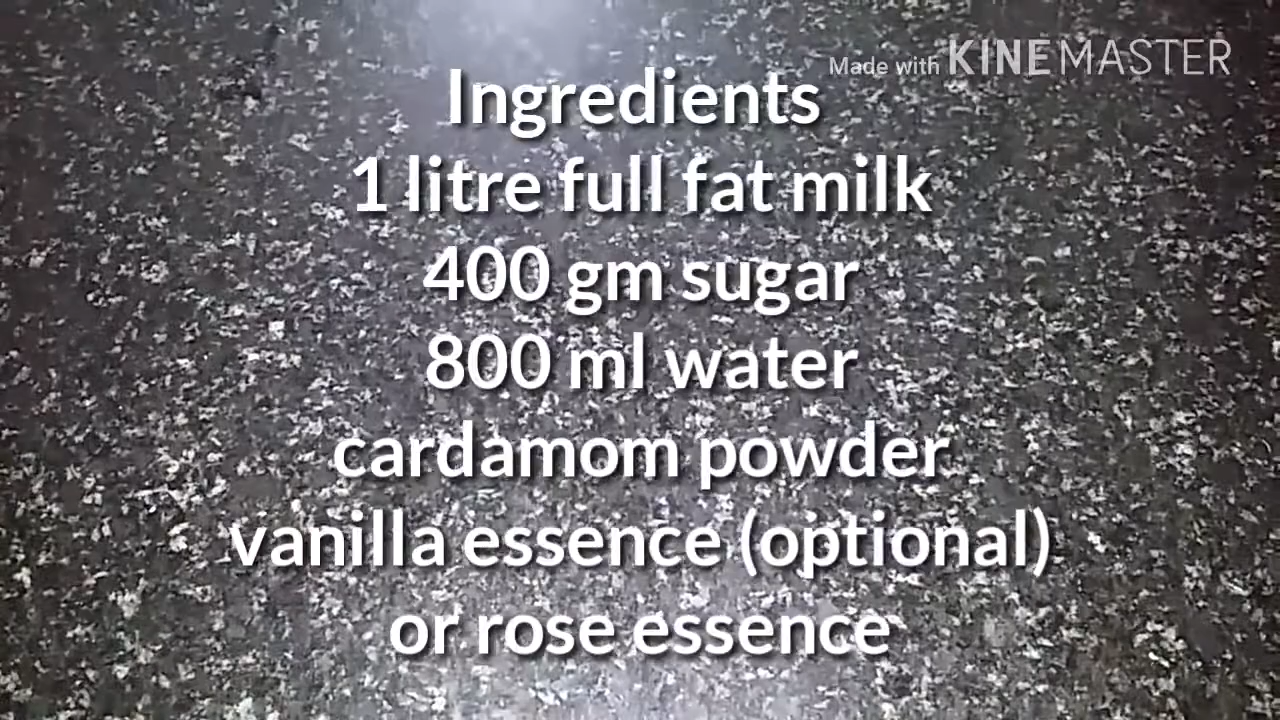 Made with KINEMASTER
Ingredients
1 litre full fat milk
400 gm sugar
800 ml water
cardamom powder
vanilla essence (optional)
or rose essence